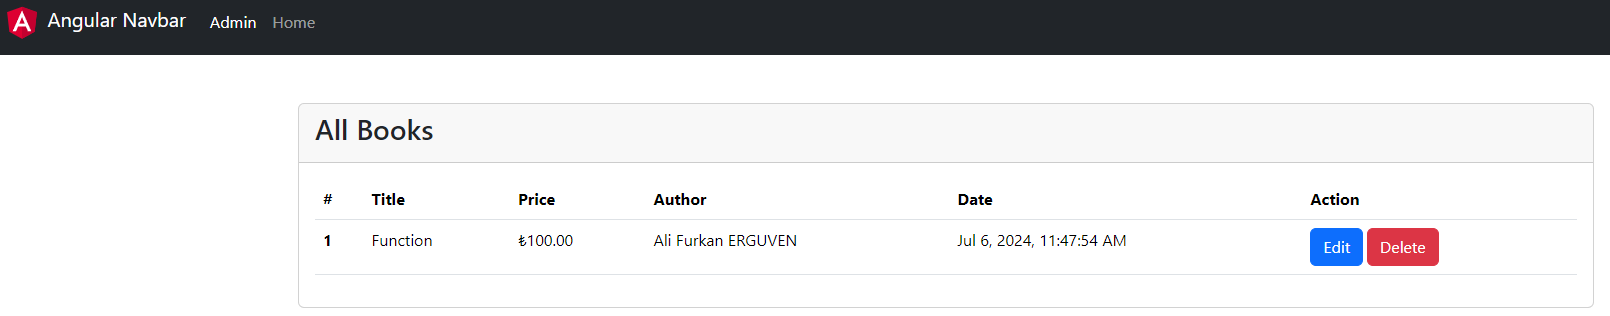 Angular Navbar Admin Home
All Books
# Title Price Author Date Action
1 Function ₺100.00 Ali Furkan ERGUVEN Jul 6, 2024, 11:47:54 AM Edit Delete